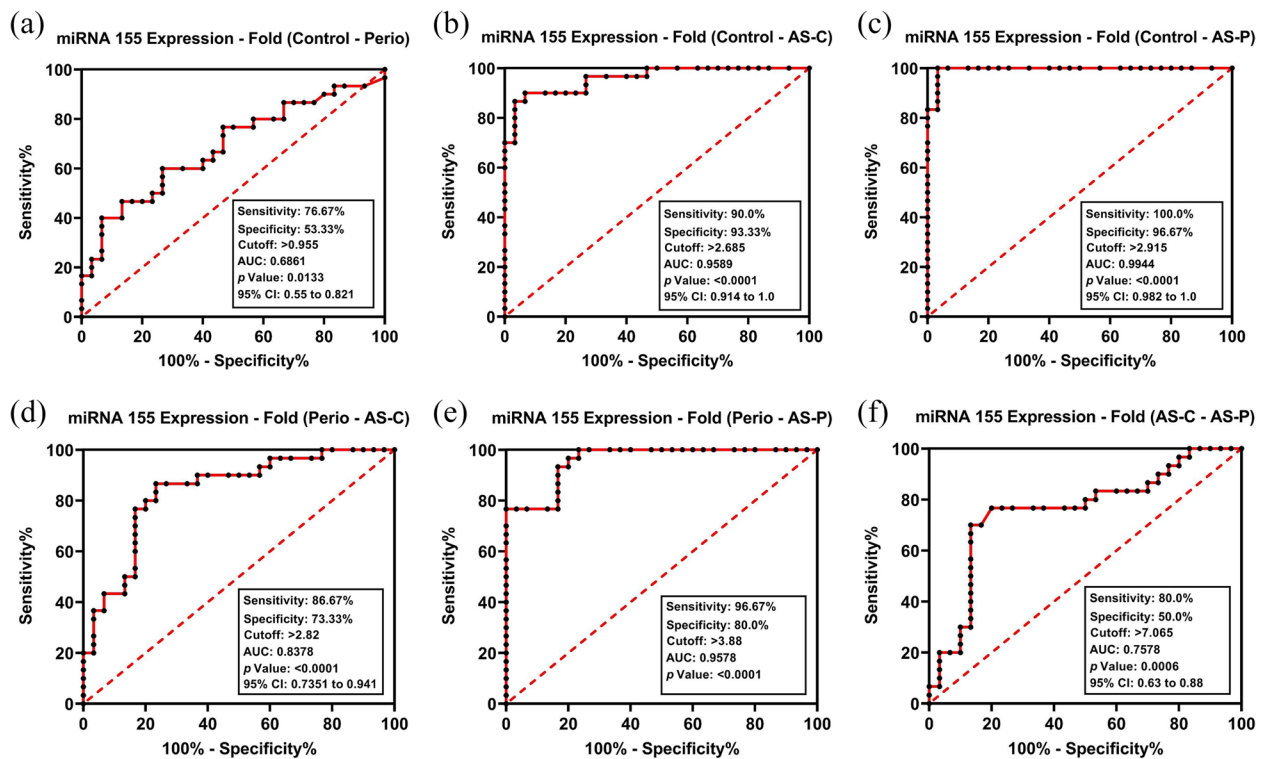 (a)
miRNA 155 Expression - Fold (Control - Perio)
Sensitivity%
100
80
60
40
20
0
Sensitivity: 76.67%
Specificity: 53.33%
Cutoff: >0.955
AUC: 0.6861
p Value: 0.0133
95% CI: 0.55 to 0.821
0 20 40 60 80 100
100% - Specificity%
(b)
miRNA 155 Expression - Fold (Control - AS-C)
Sensitivity%
100
80
60
40
20
0
Sensitivity: 90.0%
Specificity: 93.33%
Cutoff: >2.685
AUC: 0.9589
p Value: <0.0001
95% CI: 0.914 to 1.0
0 20 40 60 80 100
100% - Specificity%
(c)
miRNA 155 Expression - Fold (Control - AS-P)
Sensitivity%
100
80
60
40
20
0
Sensitivity: 100.0%
Specificity: 96.67%
Cutoff: >2.915
AUC: 0.9944
p Value: <0.0001
95% CI: 0.982 to 1.0
0 20 40 60 80 100
100% - Specificity%
(d)
miRNA 155 Expression - Fold (Perio - AS-C)
Sensitivity%
100
80
60
40
20
0
Sensitivity: 86.67%
Specificity: 73.33%
Cutoff: >2.82
AUC: 0.8378
p Value: <0.0001
95% CI: 0.7351 to 0.941
0 20 40 60 80 100
100% - Specificity%
(e)
miRNA 155 Expression - Fold (Perio - AS-P)
Sensitivity%
100
80
60
40
20
0
Sensitivity: 96.67%
Specificity: 80.0%
Cutoff: >3.88
AUC: 0.9578
p Value: <0.0001
0 20 40 60 80 100
100% - Specificity%
(f)
miRNA 155 Expression - Fold (AS-C - AS-P)
Sensitivity%
100
80
60
40
20
0
Sensitivity: 80.0%
Specificity: 50.0%
Cutoff: >7.065
AUC: 0.7578
p Value: 0.0006
95% CI: 0.63 to 0.88
0 20 40 60 80 100
100% - Specificity%